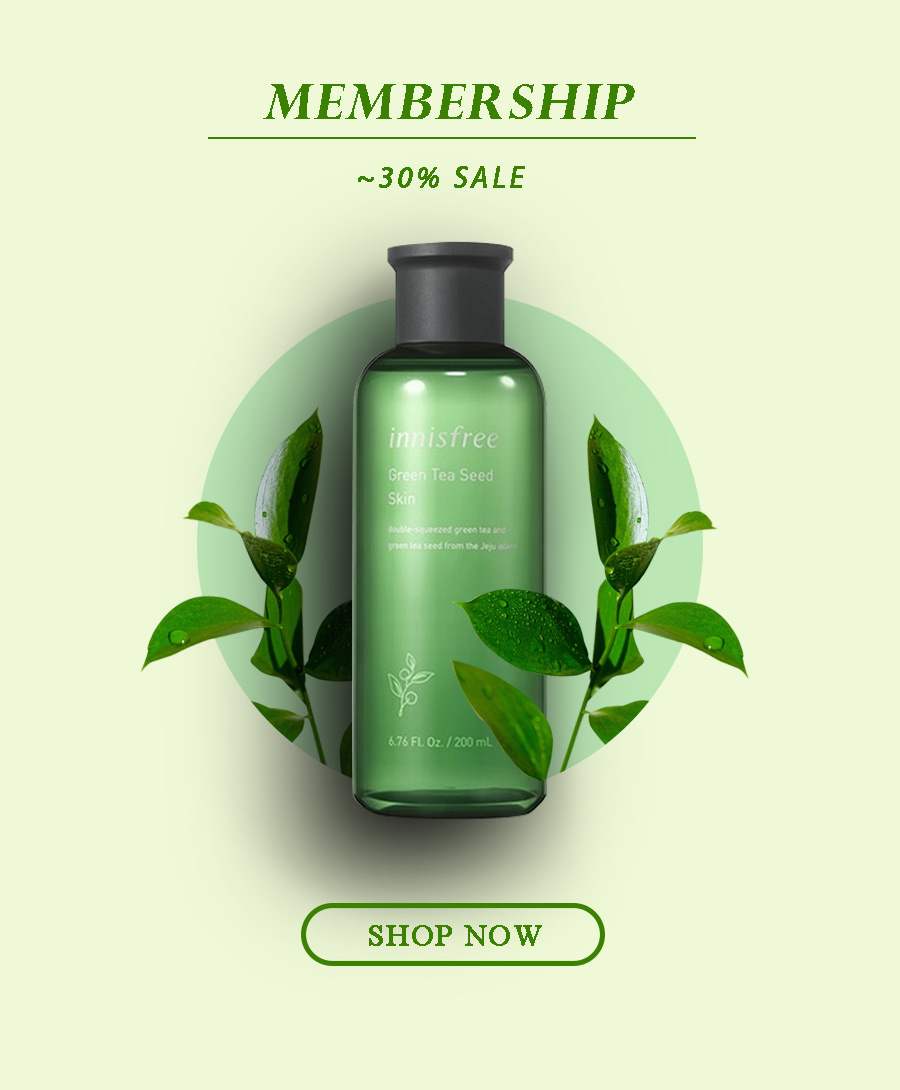 MEMBERSHIP
~30% SALE
innisfree
Green Tea Seed
Skin
double-squeezed green tea and
green tea seed from the Jeju island
6.76 Fl. Oz. / 200 mL
SHOP NOW